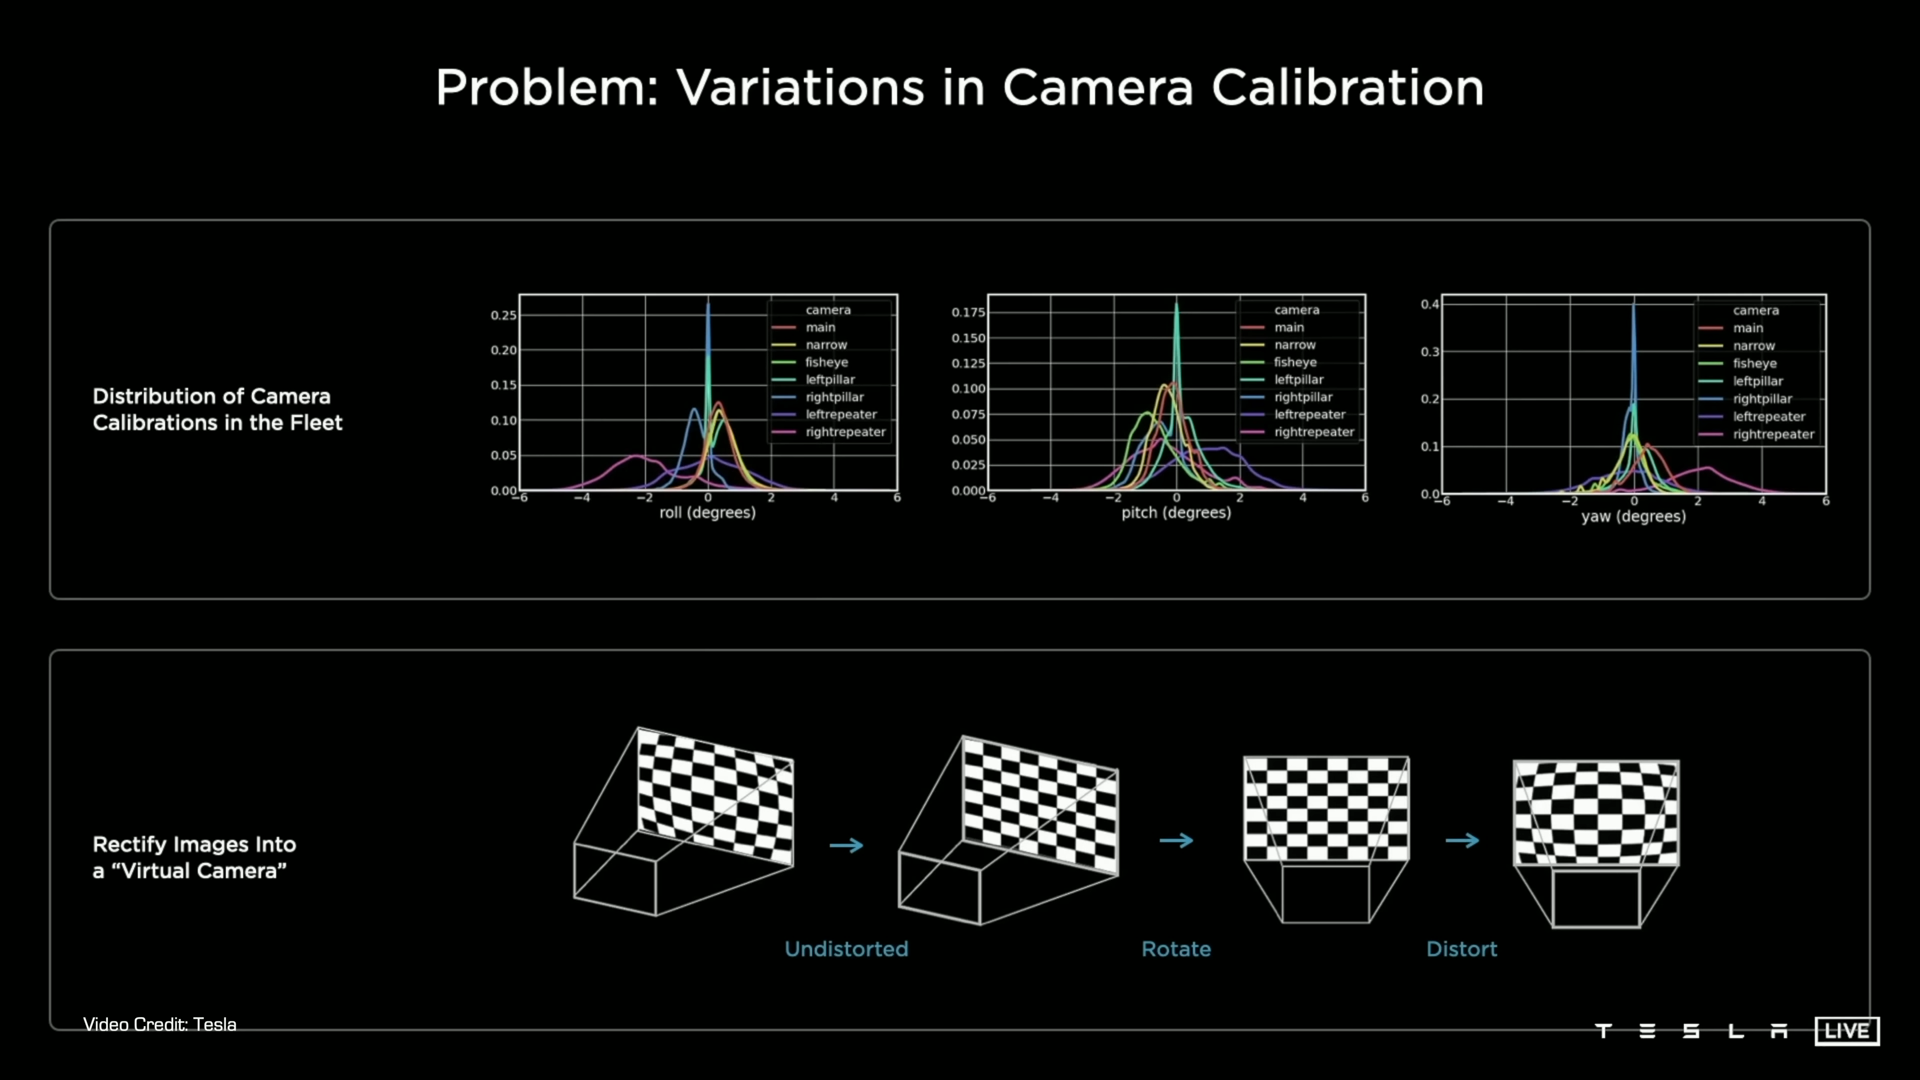 Problem: Variations in Camera Calibration
Distribution of Camera
Calibrations in the Fleet
0.25
0.20
0.15
0.10
0.05
0.00
−6
−4
−2
0
2
4
6
roll (degrees)
camera
main
narrow
fisheye
leftpillar
rightpillar
leftrepeater
rightrepeater
0.175
0.150
0.125
0.100
0.075
0.050
0.025
0.000
−6
−4
−2
0
2
4
6
pitch (degrees)
camera
main
narrow
fisheye
leftpillar
rightpillar
leftrepeater
rightrepeater
0.4
0.3
0.2
0.1
0.0
−6
−4
−2
0
2
4
6
yaw (degrees)
camera
main
narrow
fisheye
leftpillar
rightpillar
leftrepeater
rightrepeater
Rectify Images Into
a “Virtual Camera”
Undistorted
Rotate
Distort
Video Credit: Tesla
TESLA LIVE